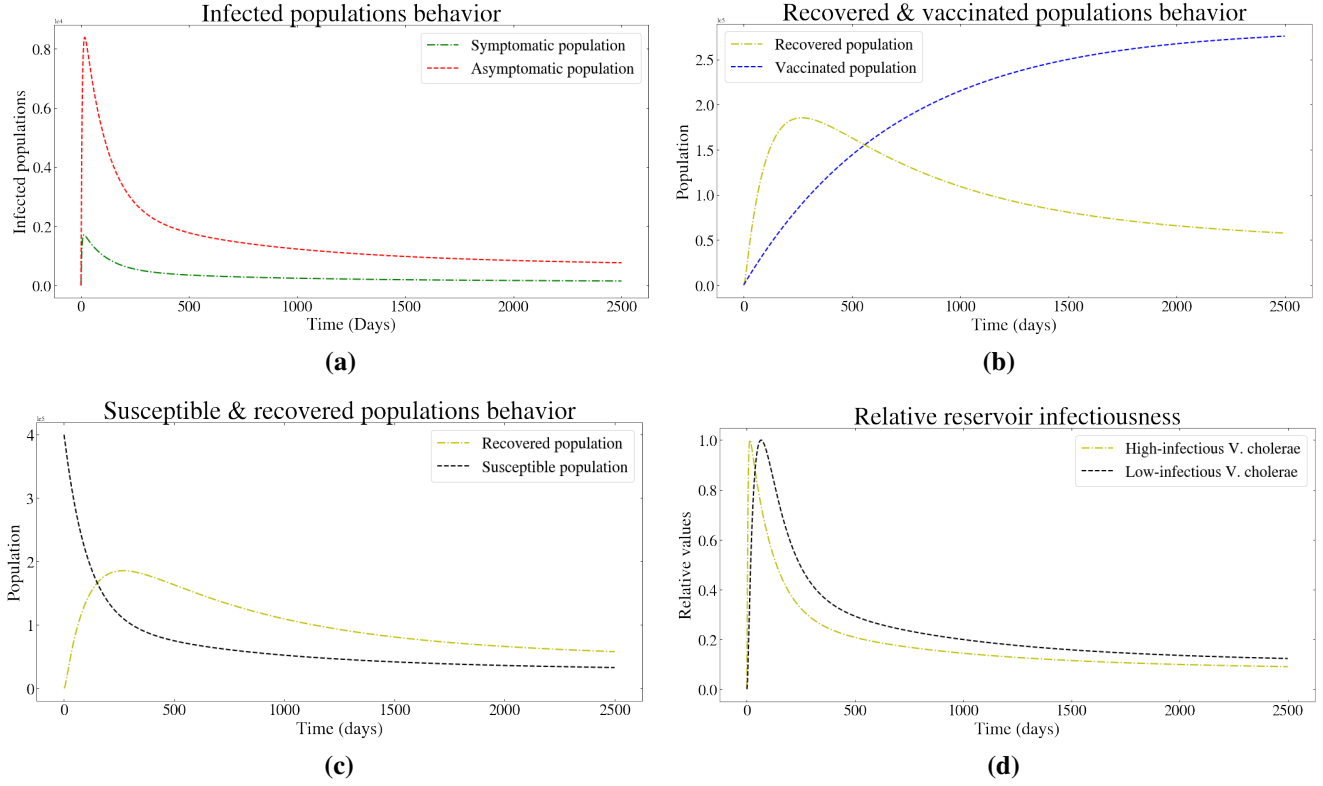 Infected populations behavior
1e4
Symptomatic population
Asymptomatic population
0.8
0.6
0.4
0.2
0.0
Infected populations
0 500 1000 1500 2000 2500
Time (Days)
(a)
Recovered & vaccinated populations behavior
1e5
Recovered population
Vaccinated population
2.5
2.0
1.5
1.0
0.5
0.0
Population
0 500 1000 1500 2000 2500
Time (days)
(b)
Susceptible & recovered populations behavior
1e5
Recovered population
Susceptible population
4
3
2
1
0
Population
0 500 1000 1500 2000 2500
Time (days)
(c)
Relative reservoir infectiousness
High-infectious V. cholerae
Low-infectious V. cholerae
1.0
0.8
0.6
0.4
0.2
0.0
Relative values
0 500 1000 1500 2000 2500
Time (days)
(d)